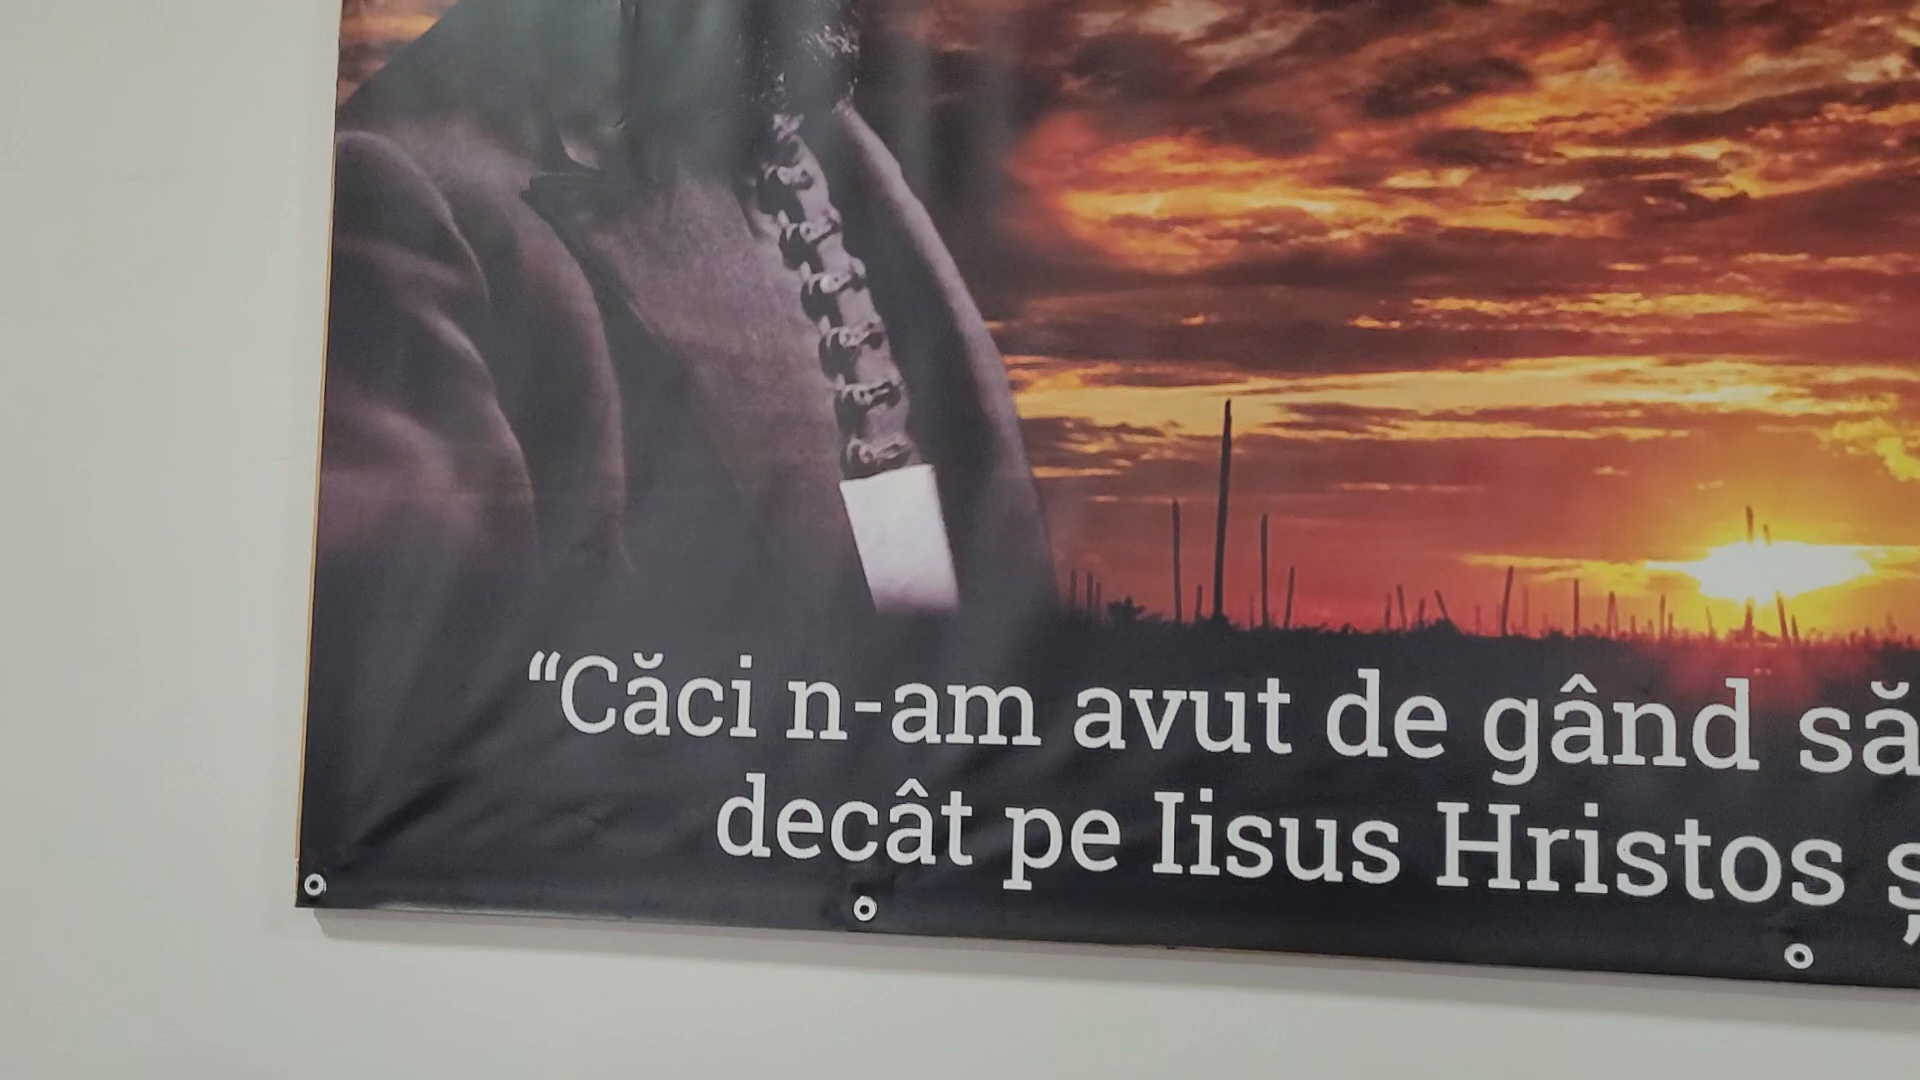 “Căci n-am avut de gând să
decât pe Iisus Hristos ș